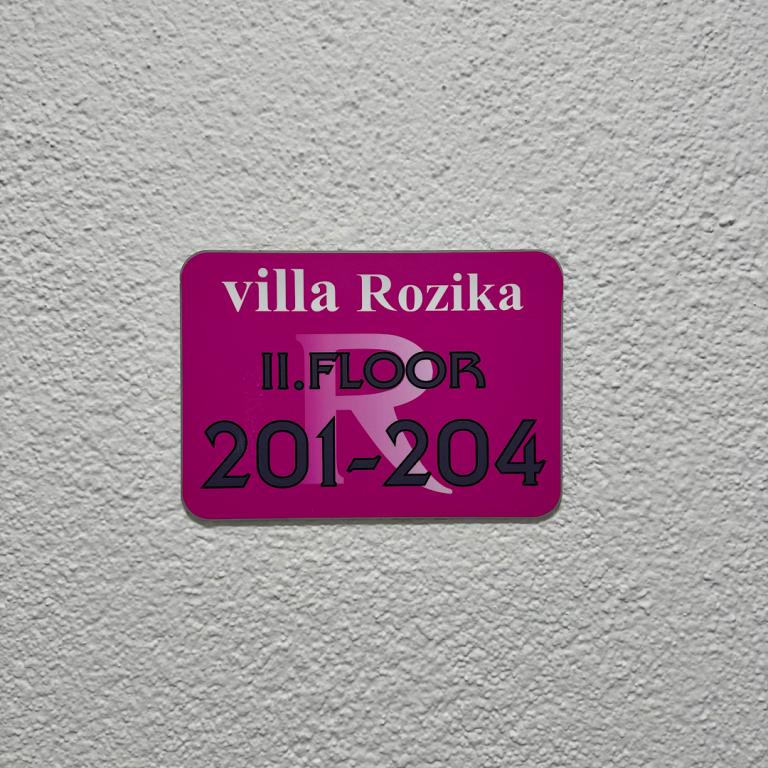 villa Rozika
R
II.FLOOR
201-204